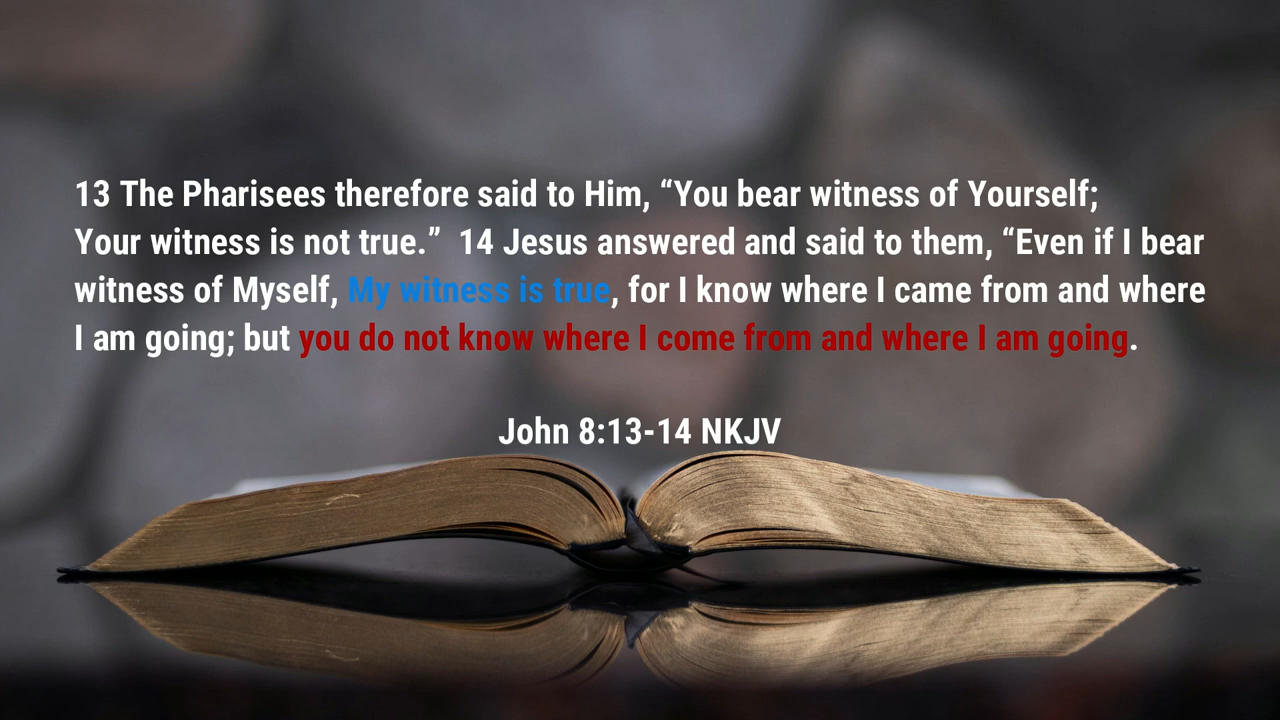 13 The Pharisees therefore said to Him, “You bear witness of Yourself;
Your witness is not true.”  14 Jesus answered and said to them, “Even if I bear
witness of Myself, My witness is true, for I know where I came from and where
I am going; but you do not know where I come from and where I am going.
John 8:13-14 NKJV